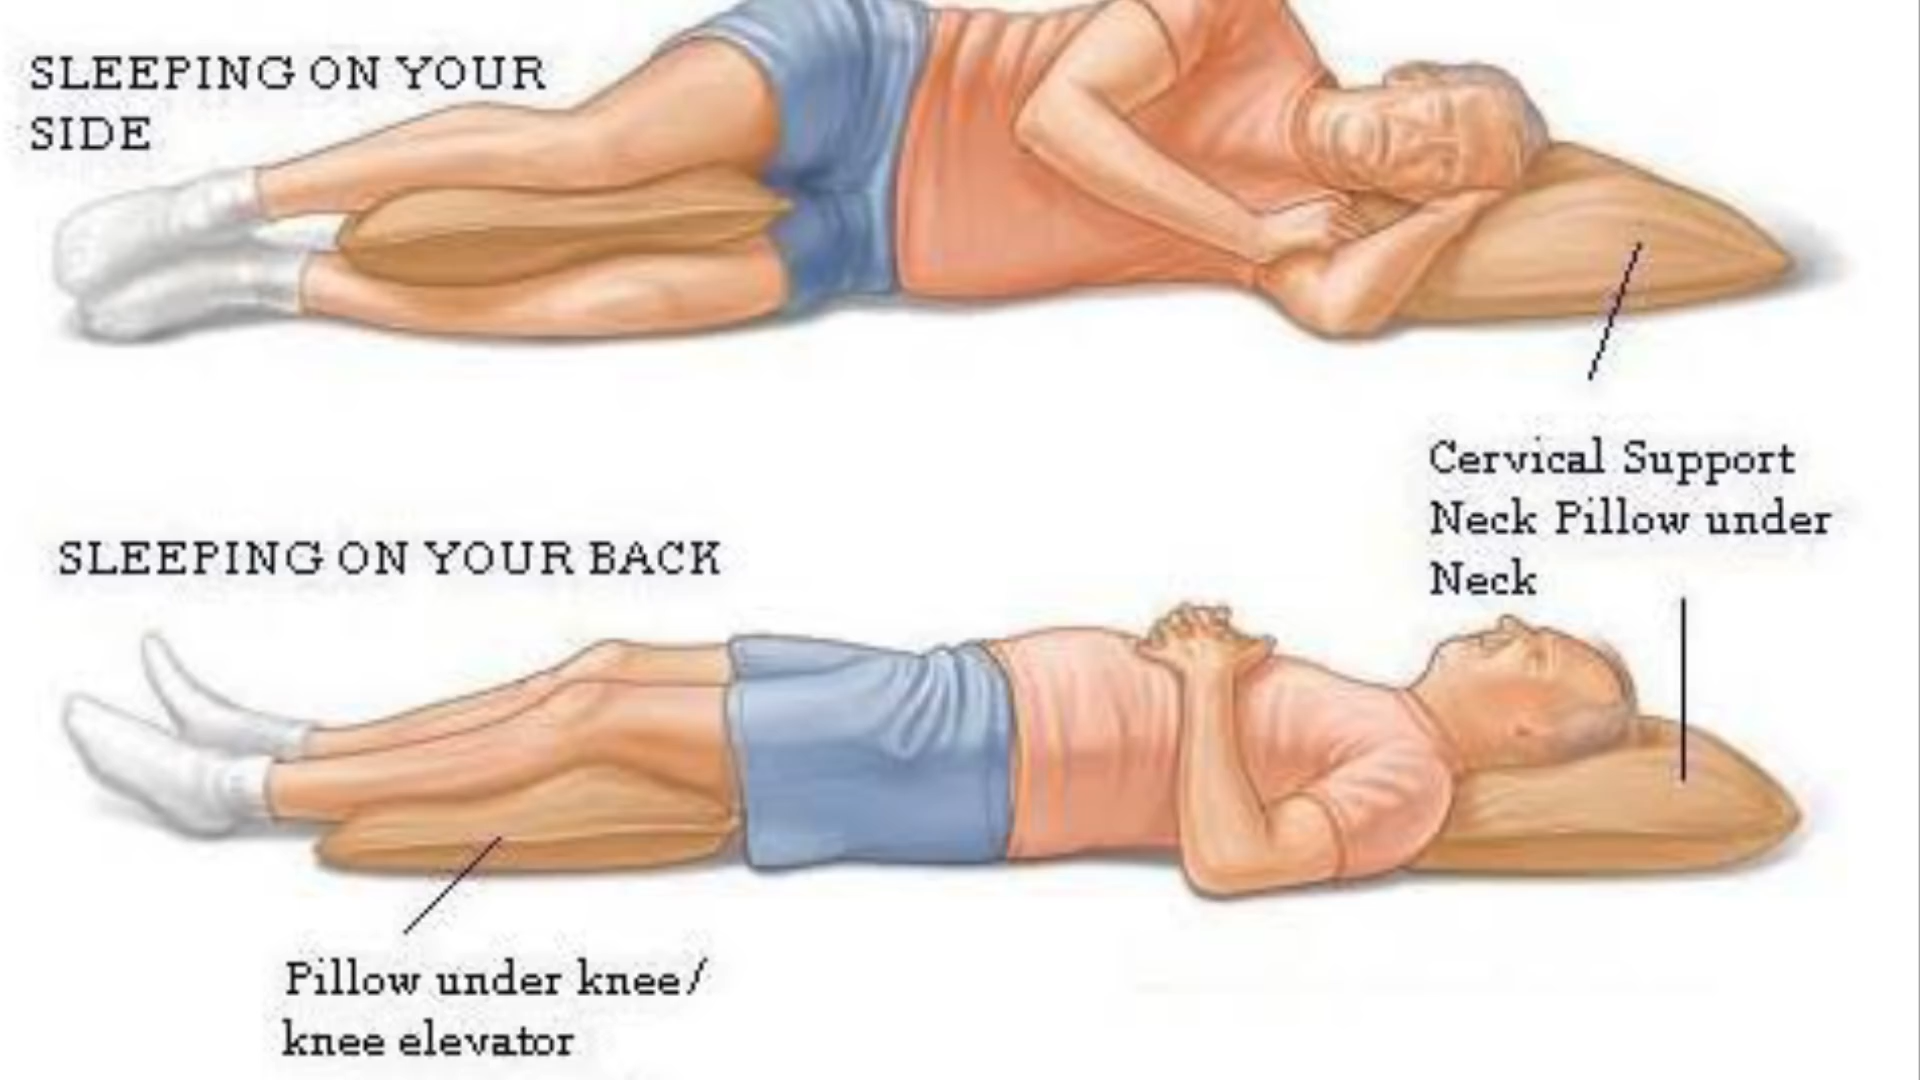 SLEEPING ON YOUR
SIDE
Cervical Support
Neck Pillow under
Neck
SLEEPING ON YOUR BACK
Pillow under knee/
knee elevator